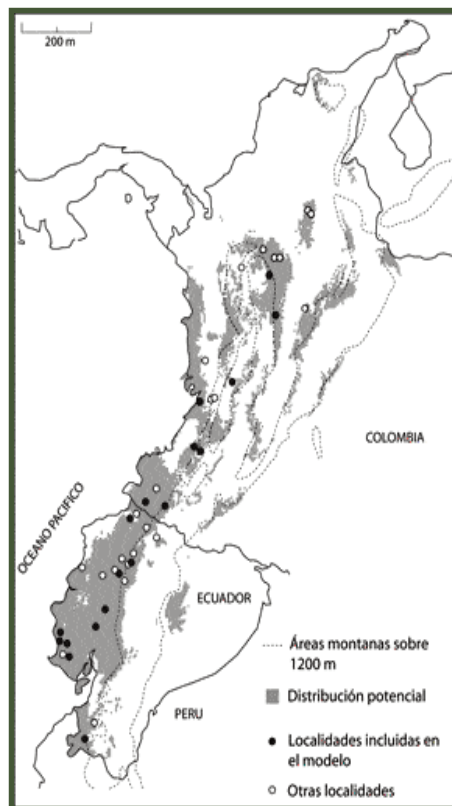 200 m
COLOMBIA
OCEANO PACIFICO
ECUADOR
PERU
Áreas montanas sobre
1200 m
Distribución potencial
Localidades incluidas en
el modelo
Otras localidades